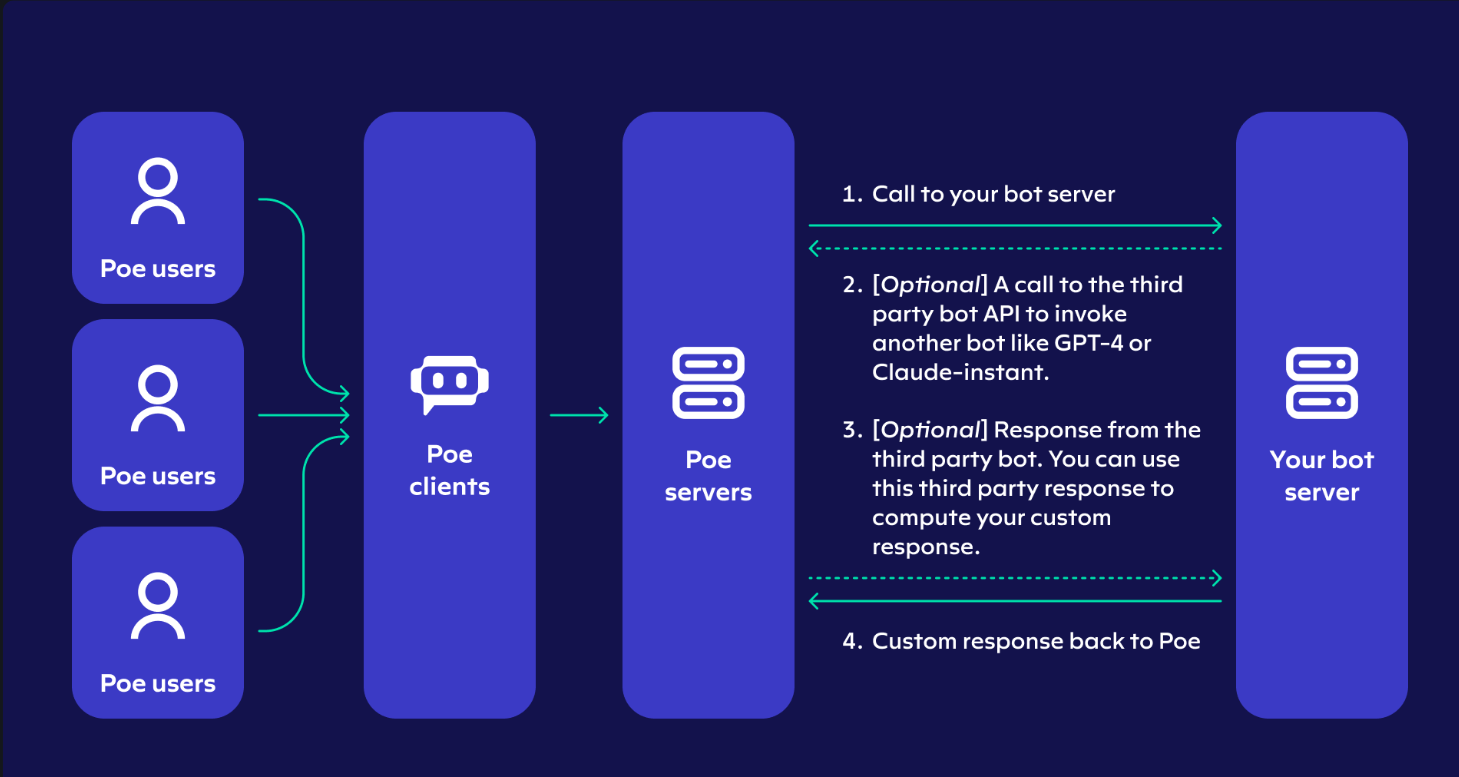 Poe users
Poe users
Poe users
Poe
clients
Poe
servers
1. Call to your bot server
2. [Optional] A call to the third
party bot API to invoke
another bot like GPT-4 or
Claude-instant.
3. [Optional] Response from the
third party bot. You can use
this third party response to
compute your custom
response.
4. Custom response back to Poe
Your bot
server